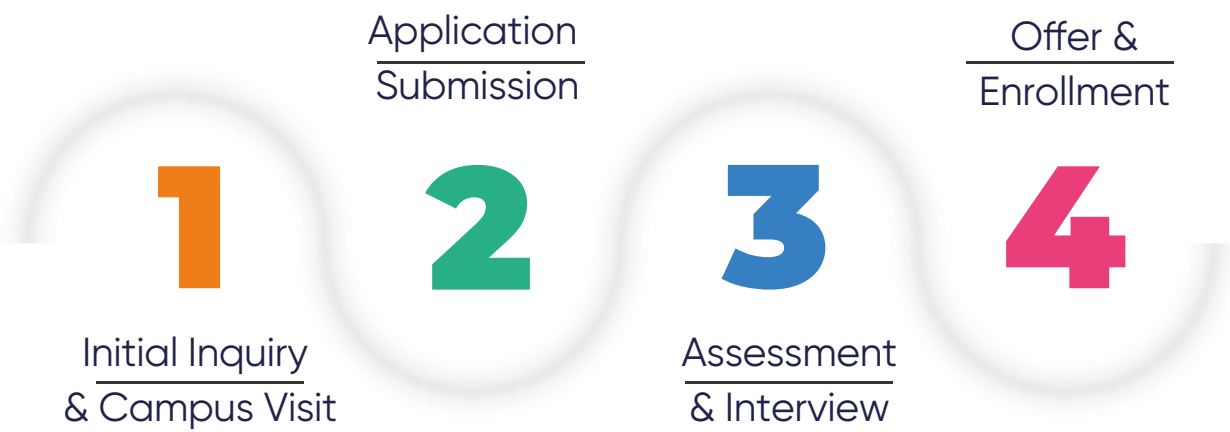 1
Initial Inquiry
& Campus Visit
Application
Submission
2
3
Assessment
& Interview
Offer &
Enrollment
4